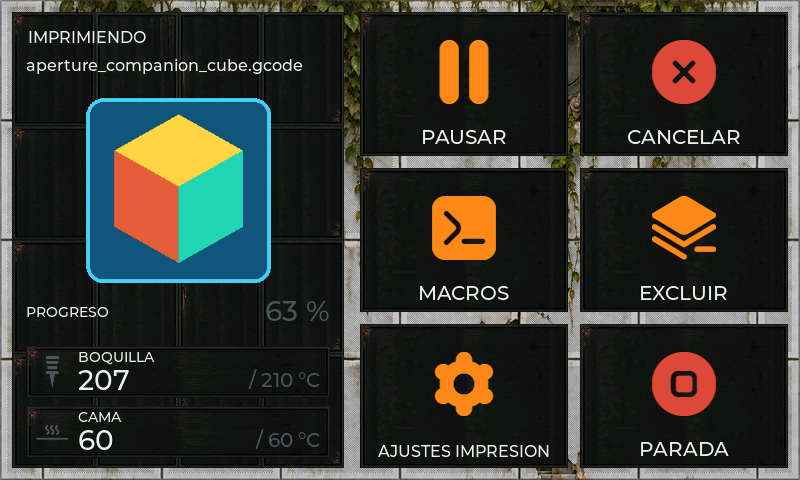 IMPRIMIENDO
aperture_companion_cube.gcode
PROGRESO
63 %
BOQUILLA
207
/ 210 °C
CAMA
60
/ 60 °C
PAUSAR
CANCELAR
MACROS
EXCLUIR
AJUSTES IMPRESION
PARADA